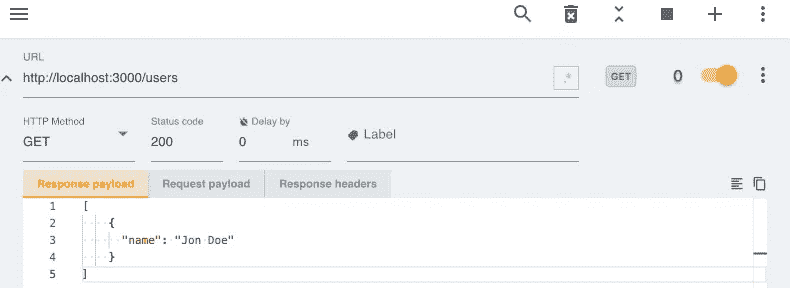 URL
http://localhost:3000/users
.*
GET
0
HTTP Method
GET
Status code
200
Delay by
0 ms
Label
Response payload
Request payload
Response headers
1 [
2 {
3 "name": "Jon Doe"
4 }
5 ]